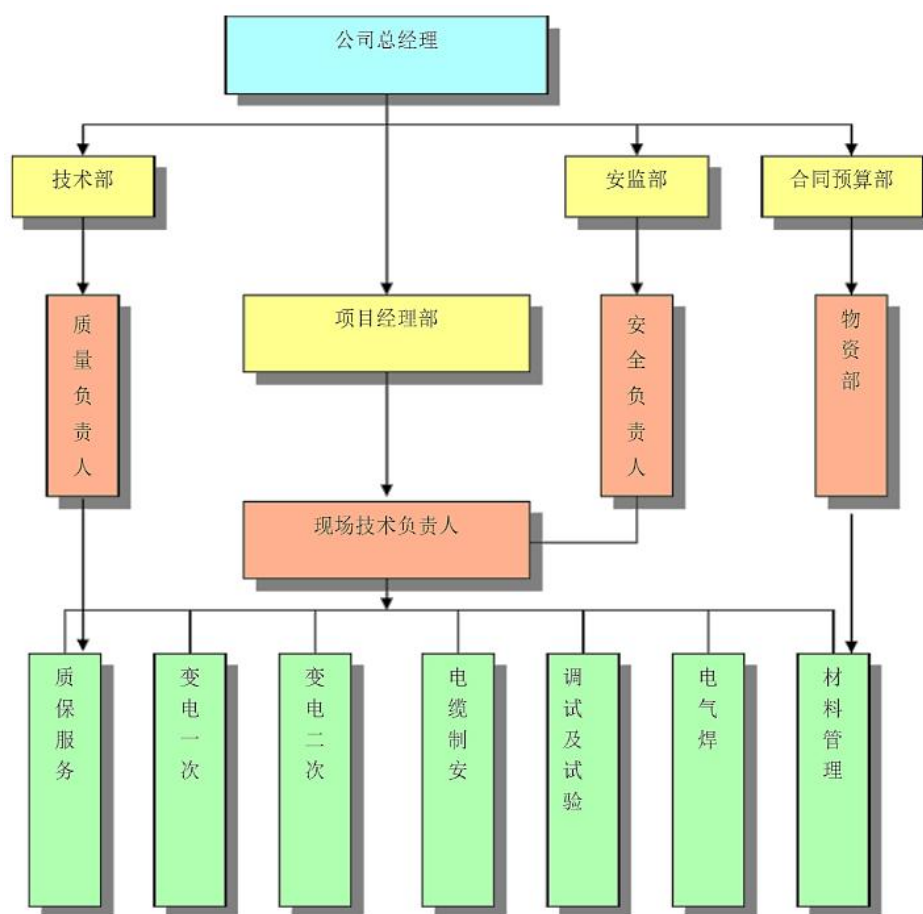 公司总经理
技术部
安监部
合同预算部
质量负责人
项目经理部
安全负责人
物资部
现场技术负责人
质保服务
变电一次
变电二次
电缆制安
调试及试验
电气焊
材料管理